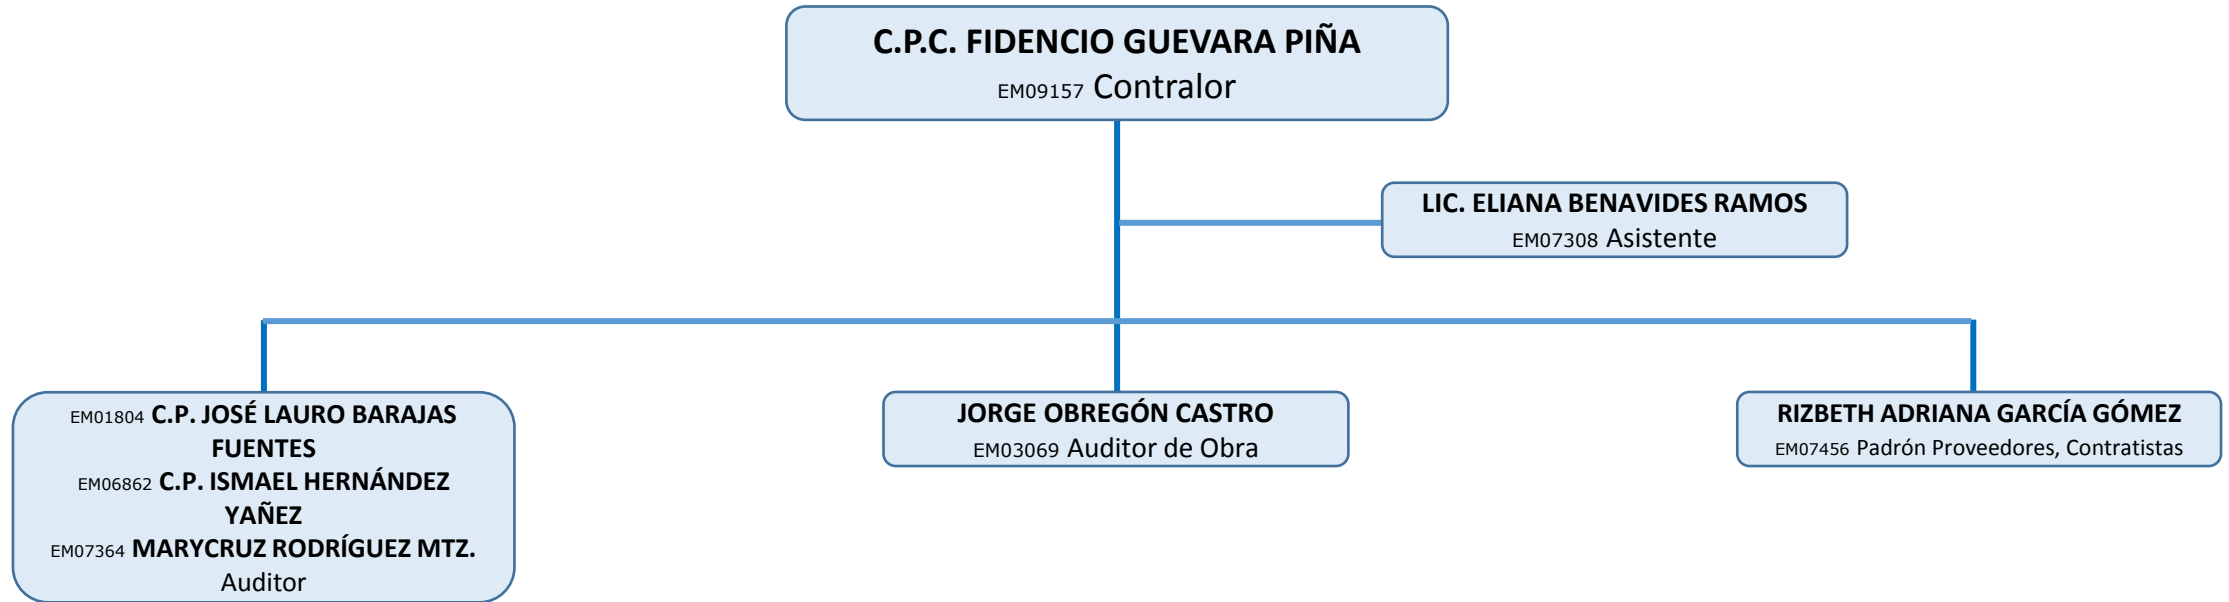 C.P.C. FIDENCIO GUEVARA PIÑA
EM09157 Contralor
LIC. ELIANA BENAVIDES RAMOS
EM07308 Asistente
EM01804 C.P. JOSÉ LAURO BARAJAS
FUENTES
EM06862 C.P. ISMAEL HERNÁNDEZ
YAÑEZ
EM07364 MARYCRUZ RODRÍGUEZ MTZ.
Auditor
JORGE OBREGÓN CASTRO
EM03069 Auditor de Obra
RIZBETH ADRIANA GARCÍA GÓMEZ
EM07456 Padrón Proveedores, Contratistas